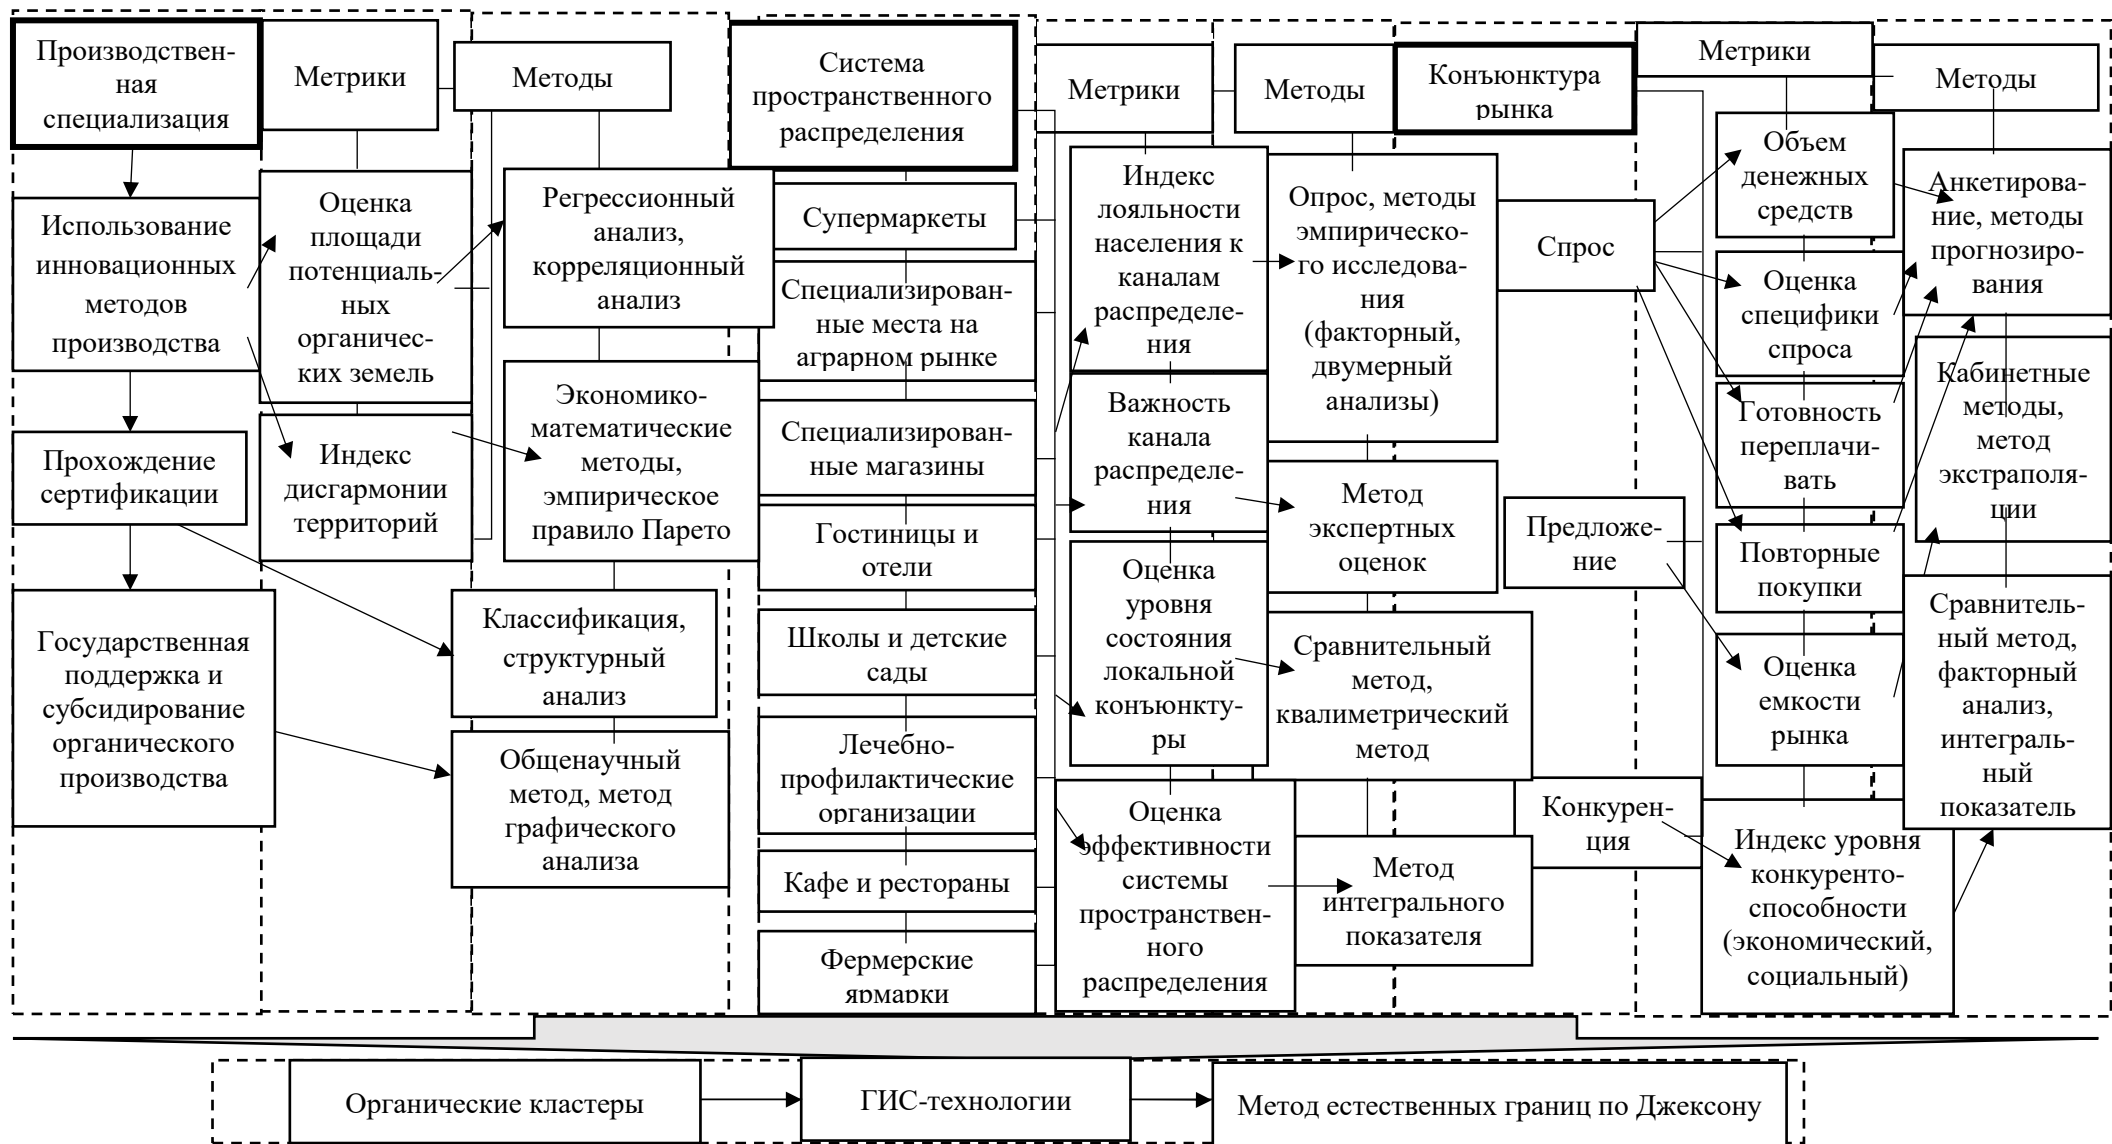 Производствен-
ная
специализация
Метрики
Методы
Использование
инновационных
методов
производства
Оценка
площади
потенциаль-
ных
органичес-
ких земель
Регрессионный
анализ,
корреляционный
анализ
Прохождение
сертификации
Индекс
дисгармонии
территорий
Экономико-
математические
методы,
эмпирическое
правило Парето
Государственная
поддержка и
субсидирование
органического
производства
Классификация,
структурный
анализ
Общенаучный
метод, метод
графического
анализа
Система
пространственного
распределения
Метрики
Методы
Супермаркеты
Специализирован-
ные места на
аграрном рынке
Специализирован-
ные магазины
Гостиницы и
отели
Школы и детские
сады
Лечебно-
профилактические
организации
Кафе и рестораны
Фермерские
ярмарки
Индекс
лояльности
населения к
каналам
распределе-
ния
Важность
канала
распределе-
ния
Оценка
уровня
состояния
локальной
конъюнкту-
ры
Оценка
эффективности
системы
пространствен-
ного
распределения
Опрос, методы
эмпирическо-
го исследова-
ния
(факторный,
двумерный
анализы)
Метод
экспертных
оценок
Сравнительный
метод,
квалиметрический
метод
Метод
интегрального
показателя
Конъюнктура
рынка
Метрики
Методы
Спрос
Предложе-
ние
Конкурен-
ция
Объем
денежных
средств
Оценка
специфики
спроса
Готовность
переплачи-
вать
Повторные
покупки
Оценка
емкости
рынка
Индекс уровня
конкуренто-
способности
(экономический,
социальный)
Анкетирова-
ние, методы
прогнозиро-
вания
Кабинетные
методы,
метод
экстраполя-
ции
Сравнитель-
ный метод,
факторный
анализ,
интеграль-
ный
показатель
Органические кластеры
ГИС-технологии
Метод естественных границ по Джексону